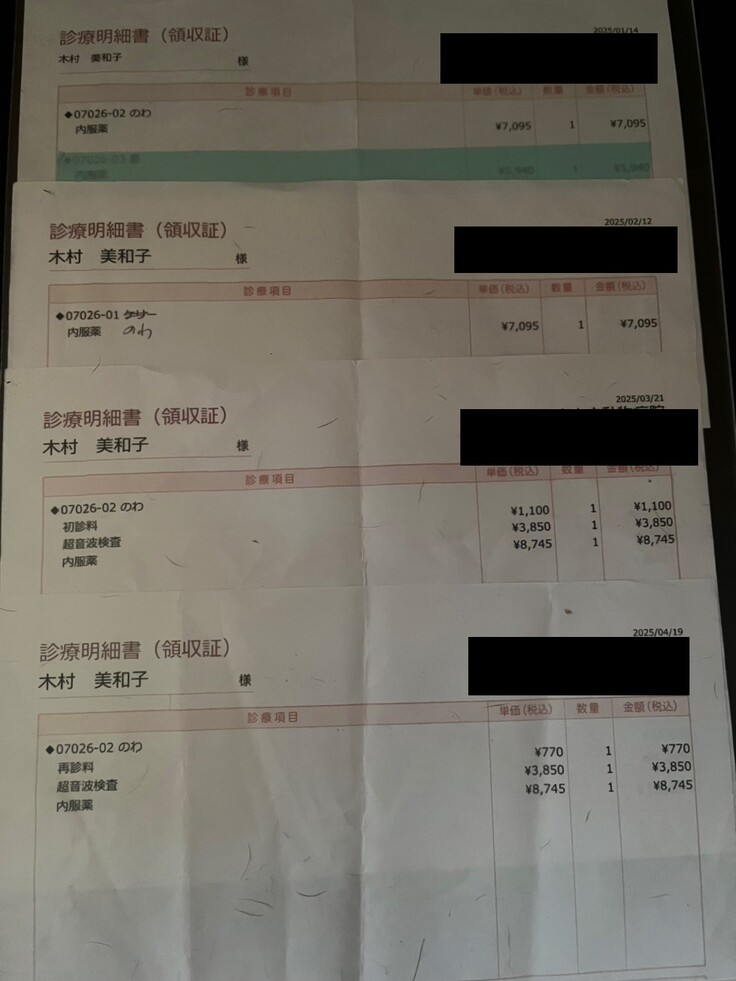 診療明細書（領収証）
2025/01/14
木村　美和子　様
診療項目　単価(税込)　数量　金額(税込)
◆07026-02 のわ
内服薬　¥7,095　1　¥7,095
◆07026-03
内服薬　¥5,940　1　¥5,940
診療明細書（領収証）
2025/02/12
木村　美和子　様
診療項目　単価(税込)　数量　金額(税込)
◆07026-01
内服薬　のわ　¥7,095　1　¥7,095
診療明細書（領収証）
2025/03/21
木村　美和子　様
診療項目　単価(税込)　数量　金額(税込)
◆07026-02 のわ
初診料　¥1,100　1　¥1,100
超音波検査　¥3,850　1　¥3,850
内服薬　¥8,745　1　¥8,745
診療明細書（領収証）
2025/04/19
木村　美和子　様
診療項目　単価(税込)　数量　金額(税込)
◆07026-02 のわ
再診料　¥770　1　¥770
超音波検査　¥3,850　1　¥3,850
内服薬　¥8,745　1　¥8,745